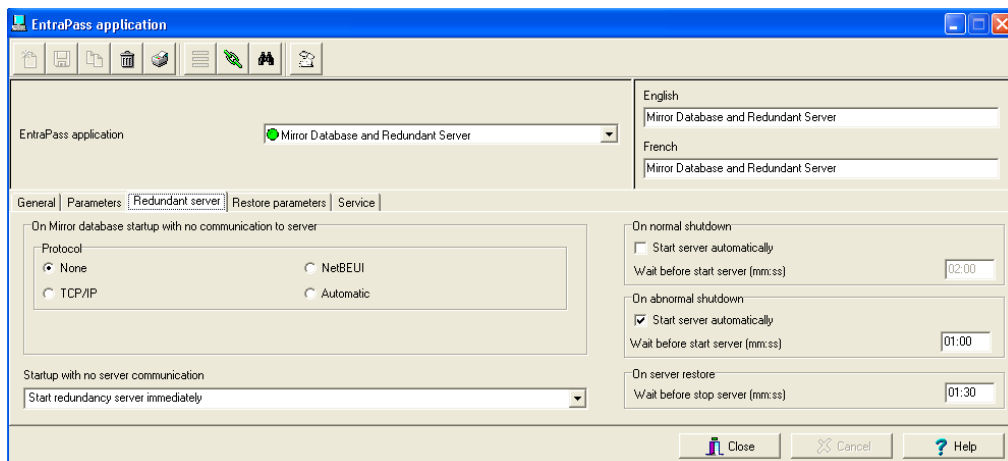 EntraPass application
English
Mirror Database and Redundant Server
EntraPass application
Mirror Database and Redundant Server
French
Mirror Database and Redundant Server
General
Parameters
Redundant server
Restore parameters
Service
On Mirror database startup with no communication to server
Protocol
None
NetBEUI
TCP/IP
Automatic
Startup with no server communication
Start redundancy server immediately
On normal shutdown
Start server automatically
Wait before start server (mm:ss)
02:00
On abnormal shutdown
Start server automatically
Wait before start server (mm:ss)
01:00
On server restore
Wait before stop server (mm:ss)
01:30
Close
Cancel
? Help